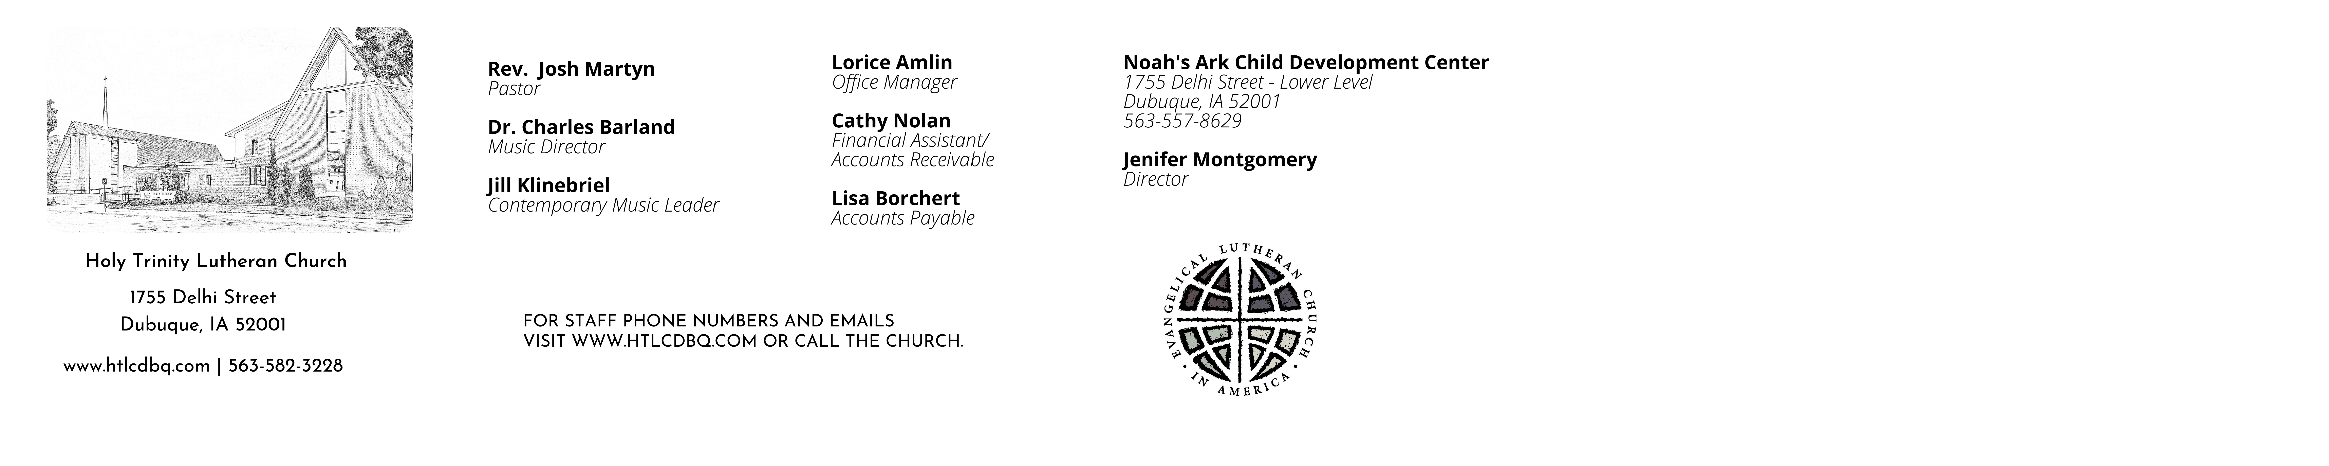 Holy Trinity Lutheran Church
1755 Delhi Street
Dubuque, IA 52001
www.htlcdbq.com | 563-582-3228
Rev.  Josh Martyn
Pastor
Dr. Charles Barland
Music Director
Jill Klinebriel
Contemporary Music Leader
Lorice Amlin
Office Manager
Cathy Nolan
Financial Assistant/
Accounts Receivable
Lisa Borchert
Accounts Payable
FOR STAFF PHONE NUMBERS AND EMAILS
VISIT WWW.HTLCDBQ.COM OR CALL THE CHURCH.
Noah's Ark Child Development Center
1755 Delhi Street - Lower Level
Dubuque, IA 52001
563-557-8629
Jenifer Montgomery
Director
EVANGELICAL LUTHERAN CHURCH
• IN AMERICA •